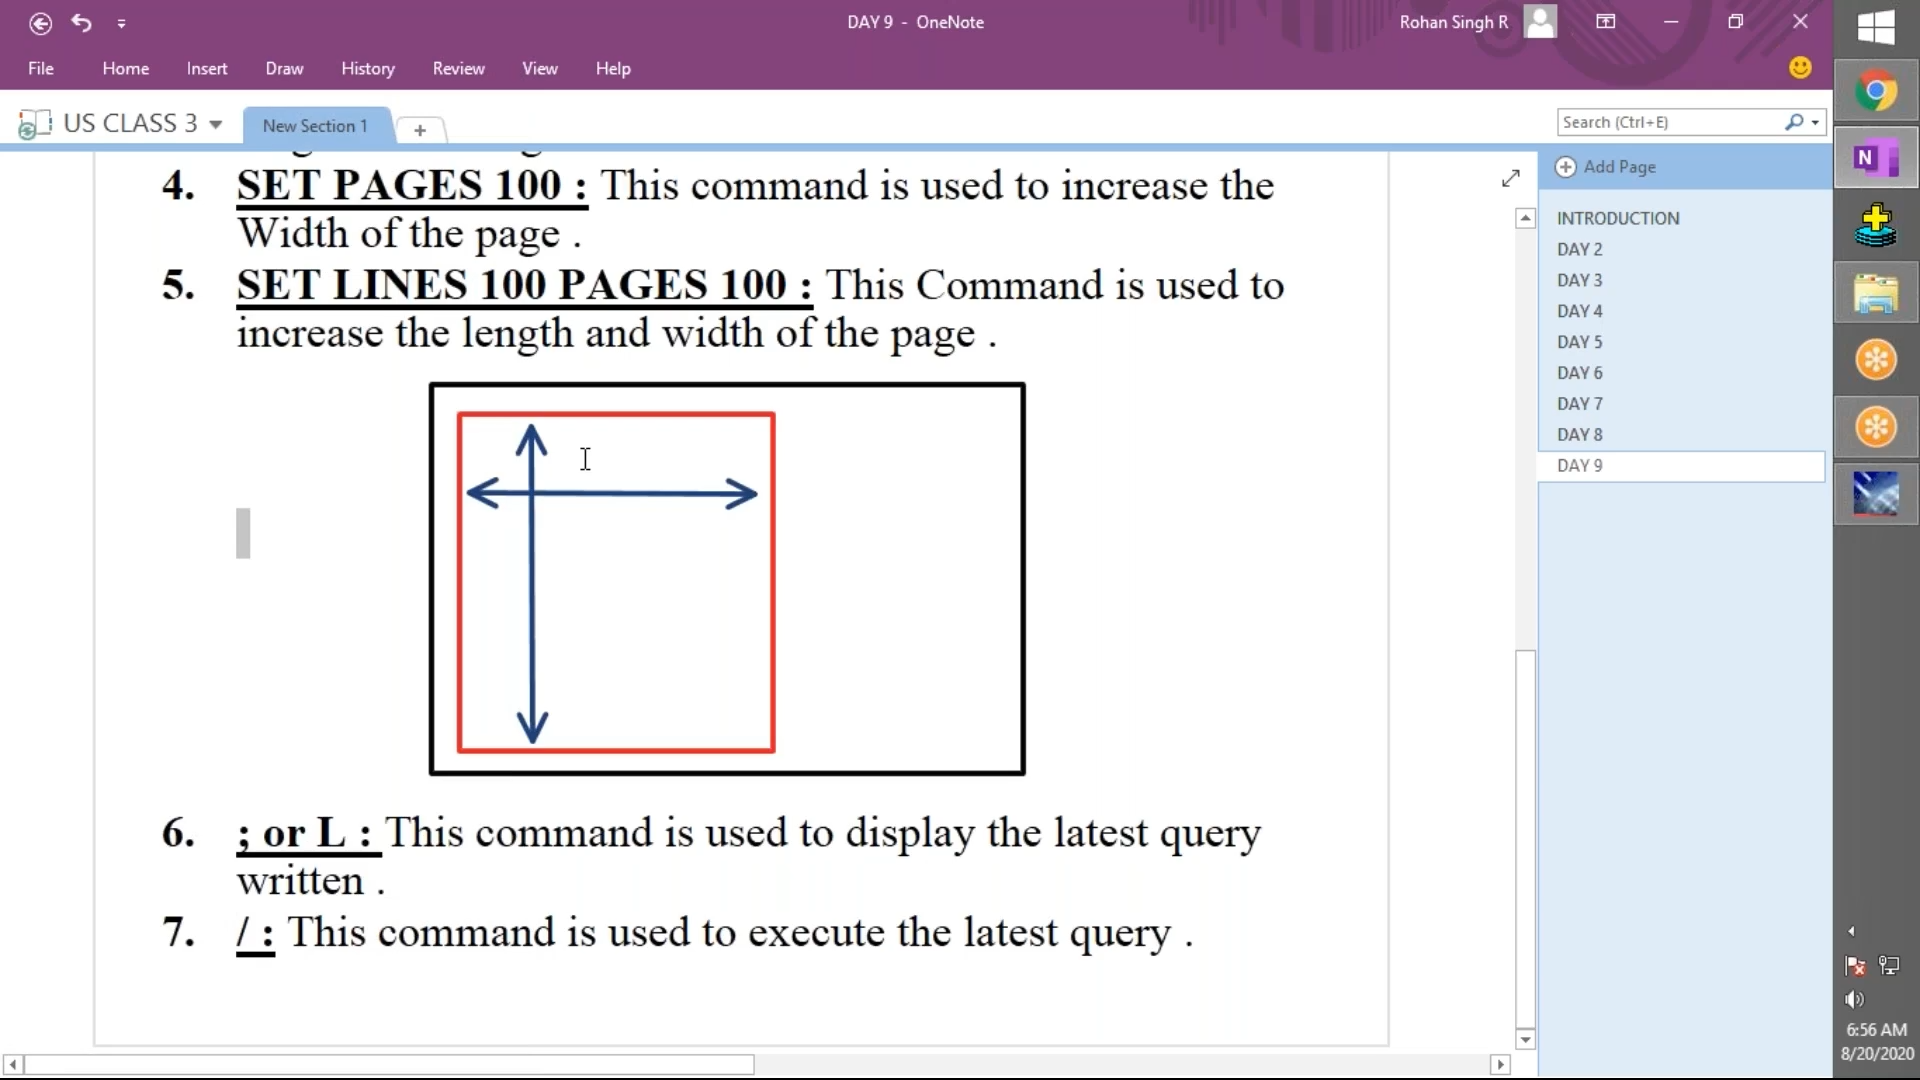 DAY 9 - OneNote
Rohan Singh R
File Home Insert Draw History Review View Help
US CLASS 3
New Section 1
Search (Ctrl+E)
4. SET PAGES 100 : This command is used to increase the
Width of the page .
5. SET LINES 100 PAGES 100 : This Command is used to
increase the length and width of the page .
6. ; or L : This command is used to display the latest query
written .
7. / : This command is used to execute the latest query .
Add Page
INTRODUCTION
DAY 2
DAY 3
DAY 4
DAY 5
DAY 6
DAY 7
DAY 8
DAY 9
N
6:56 AM
8/20/2020